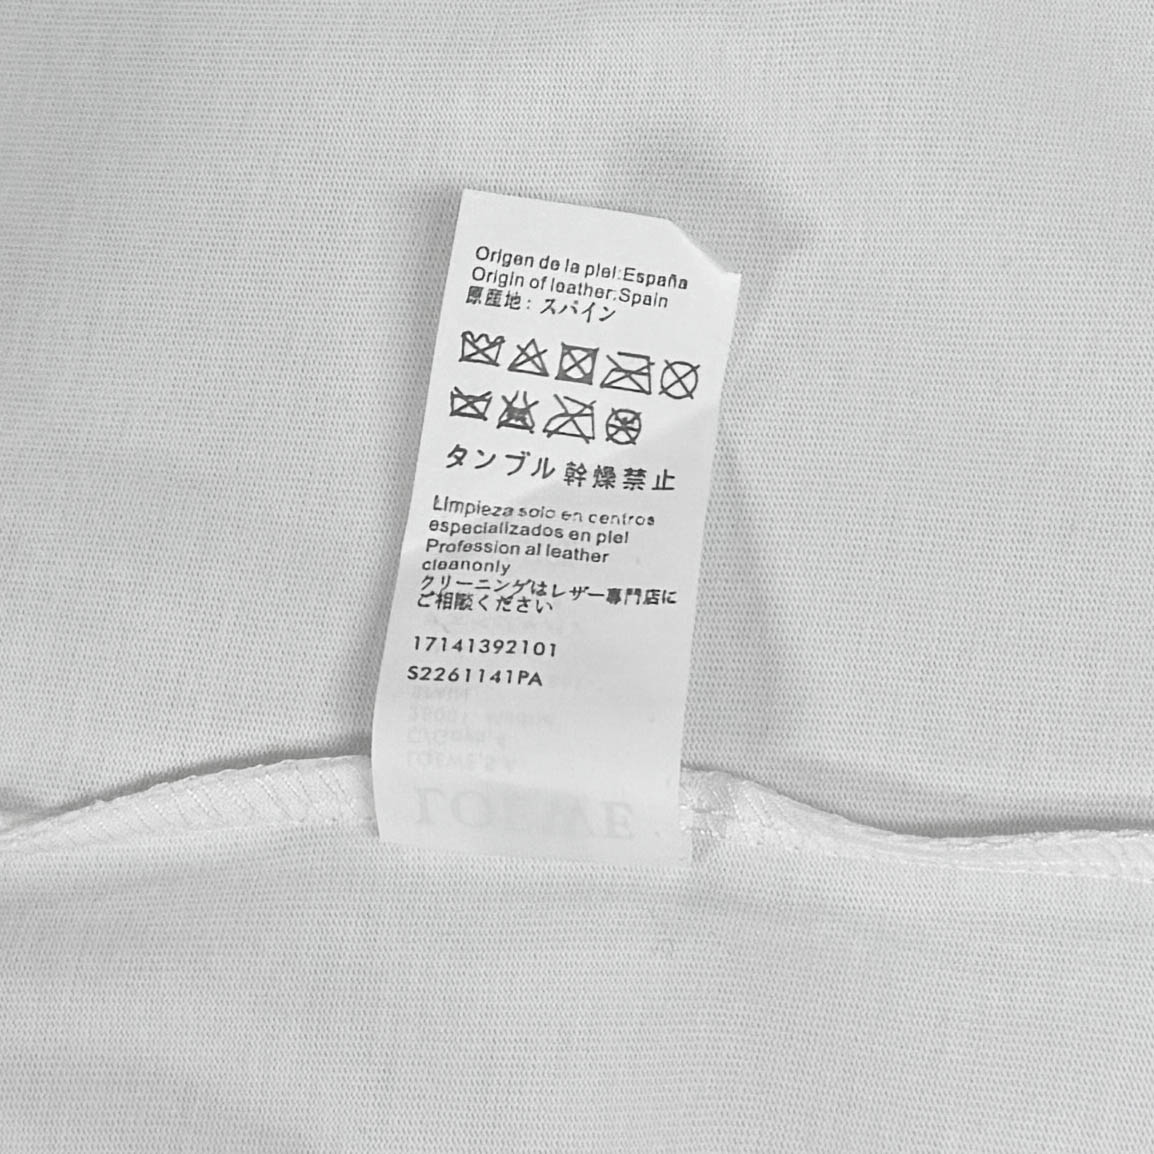 Origen de la piel:España
Origin of leather:Spain
原産地：スパイン
タンブル 幹燥禁止
Limpieza solo en centros
especializados en piel
Profession al leather
cleanonly
クリーニングはレザー専門店に
ご相談ください
17141392101
S2261141PA
LOEWE